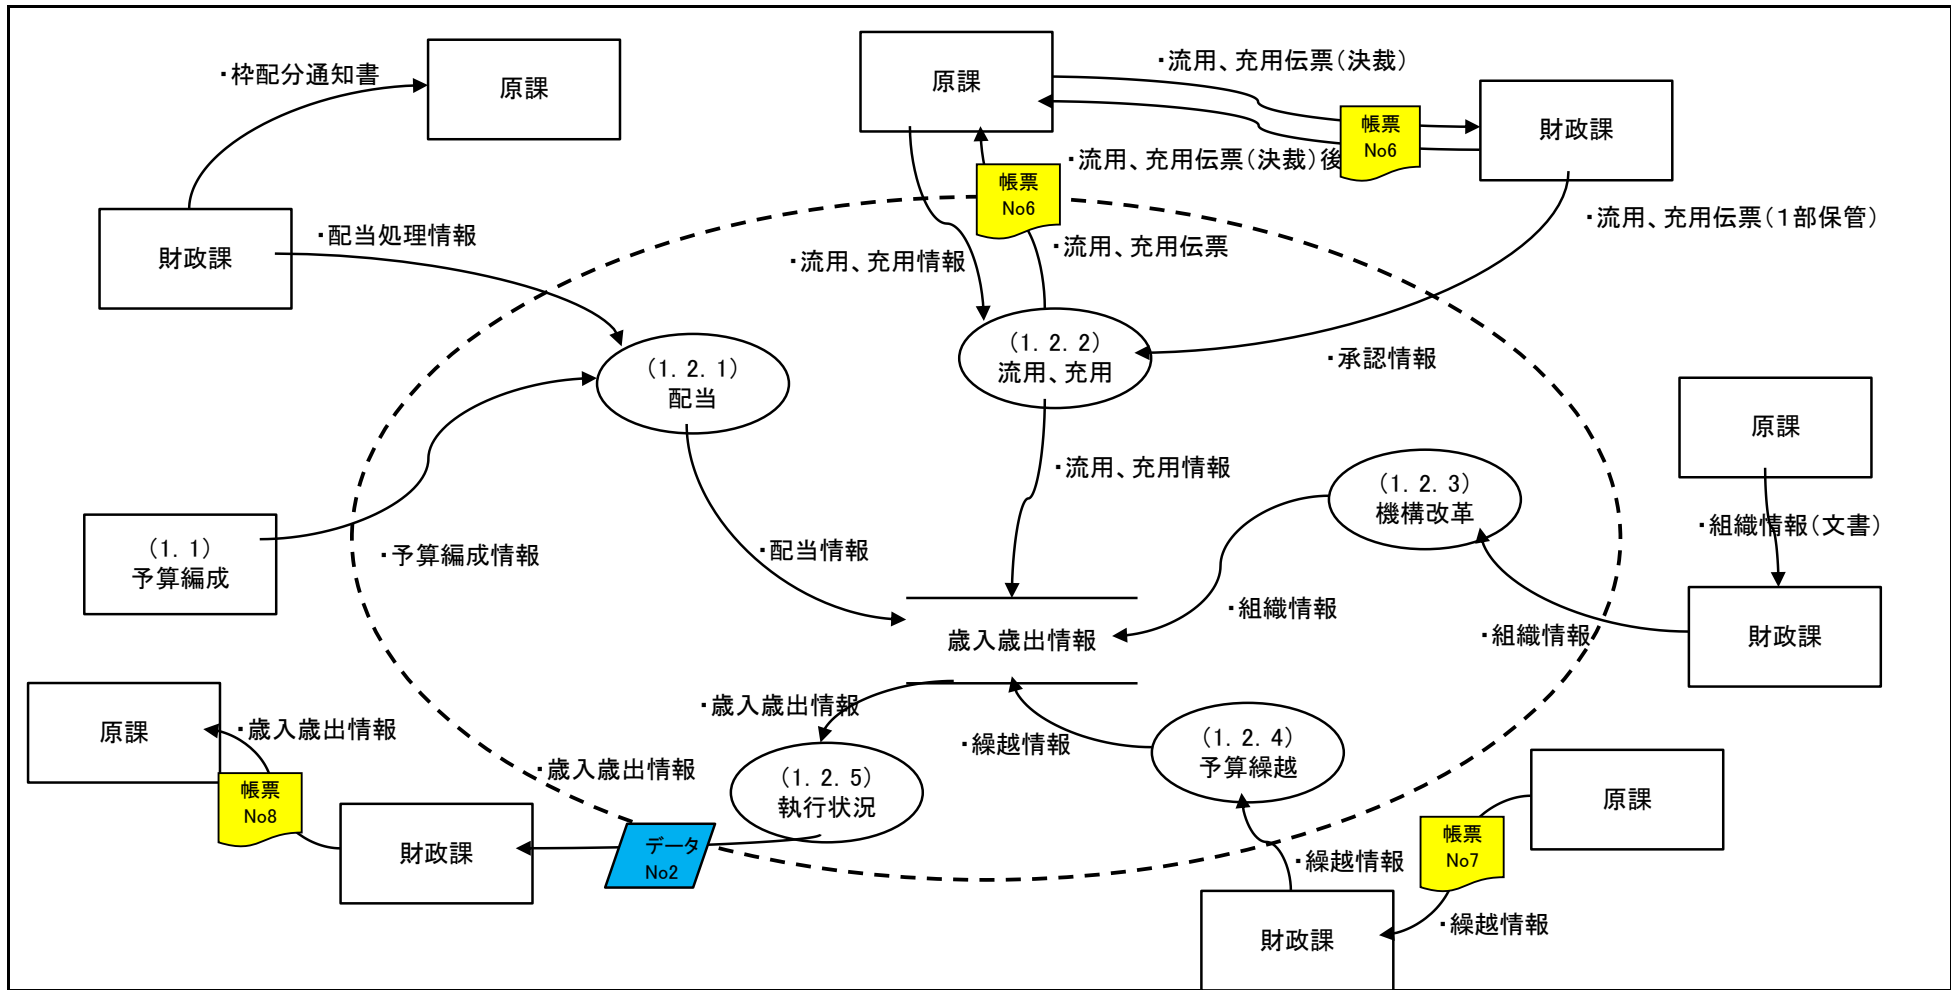 ・枠配分通知書
原課
原課
・流用、充用伝票(決裁)
帳票
No6
財政課
・流用、充用伝票(決裁)後
帳票
No6
・流用、充用伝票(1部保管)
財政課
・配当処理情報
・流用、充用情報
・流用、充用伝票
(1.2.1)
配当
(1.2.2)
流用、充用
・承認情報
原課
・流用、充用情報
(1.2.3)
機構改革
・組織情報(文書)
(1.1)
予算編成
・予算編成情報
・配当情報
・組織情報
・組織情報
財政課
歳入歳出情報
原課
・歳入歳出情報
・歳入歳出情報
・繰越情報
(1.2.4)
予算繰越
帳票
No8
・歳入歳出情報
(1.2.5)
執行状況
原課
財政課
データ
No2
・繰越情報
帳票
No7
財政課
・繰越情報